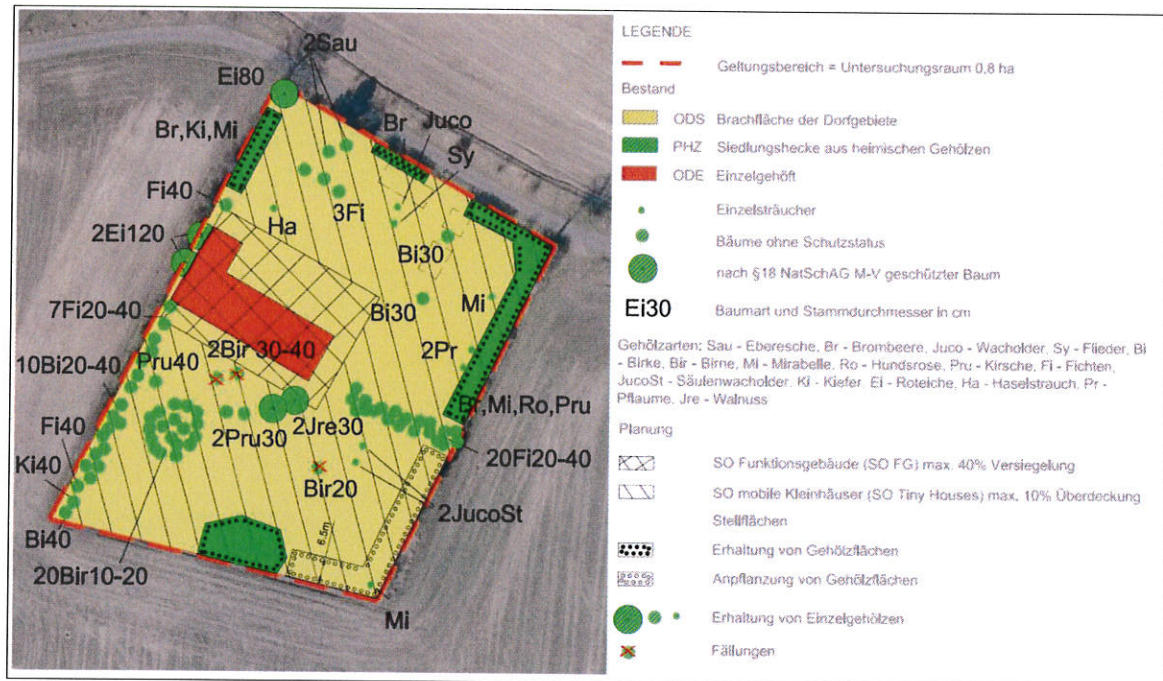 2Sau
Ei80
Br,Ki,Mi
Br
Juco
Sy
Fi40
3Fi
Ha
2Ei120
Bi30
Mi
7Fi20-40
Bi30
2Pr
10Bi20-40
Pru40
2Bir 30-40
Br,Mi,Ro,Pru
Fi40
2Pru30
2Jre30
20Fi20-40
Ki40
Bir20
2JucoSt
Bi40
6.5m
20Bir10-20
Mi
LEGENDE
Geltungsbereich = Untersuchungsraum 0,8 ha
Bestand
ODS Brachfläche der Dorfgebiete
PHZ Siedlungshecke aus heimischen Gehölzen
ODE Einzelgehöft
Einzelsträucher
Bäume ohne Schutzstatus
nach §18 NatSchAG M-V geschützter Baum
Ei30 Baumart und Stammdurchmesser in cm
Gehölzarten: Sau - Eberesche, Br - Brombeere, Juco - Wacholder, Sy - Flieder, Bi
- Birke, Bir - Birne, Mi - Mirabelle, Ro - Hundsrose, Pru - Kirsche, Fi - Fichten,
JucoSt - Säulenwacholder, Ki - Kiefer, Ei - Roteiche, Ha - Haselstrauch, Pr -
Pflaume, Jre - Walnuss
Planung
SO Funktionsgebäude (SO FG) max. 40% Versiegelung
SO mobile Kleinhäuser (SO Tiny Houses) max. 10% Überdeckung
Stellflächen
Erhaltung von Gehölzflächen
Anpflanzung von Gehölzflächen
Erhaltung von Einzelgehölzen
Fällungen